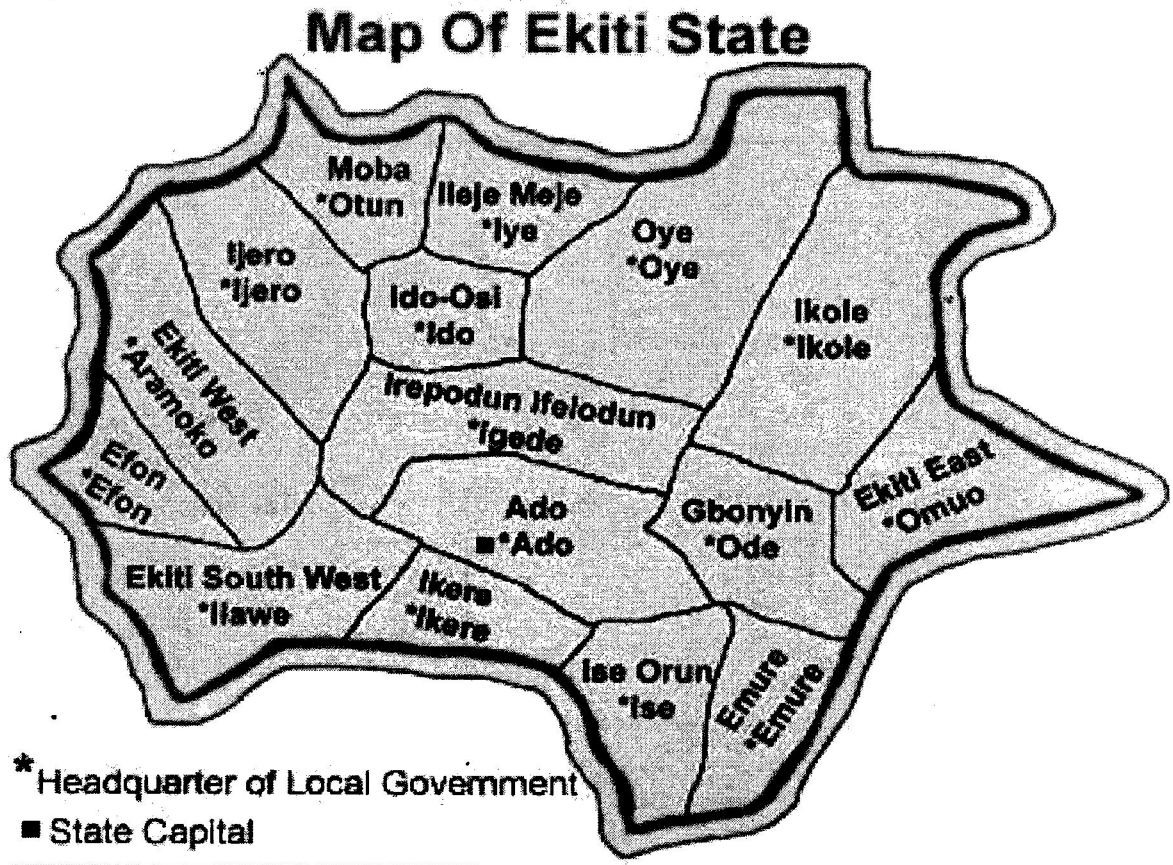 Map Of Ekiti State
Moba
*Otun
Ileje Meje
*Iye
Oye
*Oye
Ijero
*Ijero
Ido-Osi
*Ido
Ikole
*Ikole
Ekiti West
*Aramoko
Irepodun Ifelodun
*Igede
Efon
*Efon
Ekiti East
*Omuo
Ado
■*Ado
Gbonyin
*Ode
Ekiti South West
*Ilawe
Ikere
*Ikere
Ise Orun
*Ise
Emure
*Emure
*Headquarter of Local Government
■ State Capital